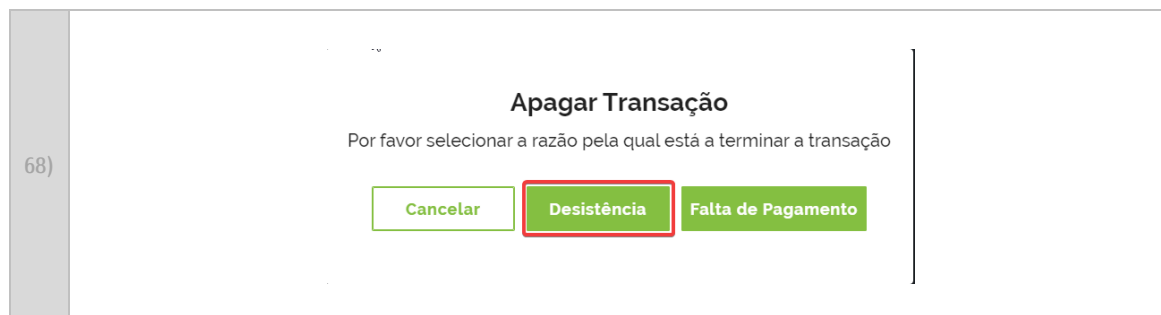 68)
Apagar Transação
Por favor selecionar a razão pela qual está a terminar a transação
Cancelar
Desistência
Falta de Pagamento